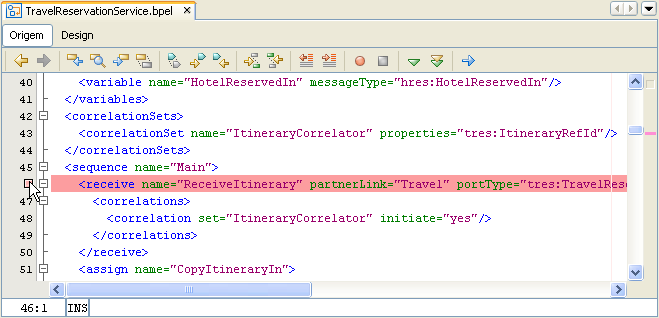 TravelReservationService.bpel
Origem Design
40 <variable name="HotelReservedIn" messageType="hres:HotelReservedIn"/>
41 </variables>
42 <correlationSets>
43 <correlationSet name="ItineraryCorrelator" properties="tres:ItineraryRefId"/>
44 </correlationSets>
45 <sequence name="Main">
<receive name="ReceiveItinerary" partnerLink="Travel" portType="tres:TravelRese
47 <correlations>
48 <correlation set="ItineraryCorrelator" initiate="yes"/>
49 </correlations>
50 </receive>
51 <assign name="CopyItineraryIn">
46:1 INS